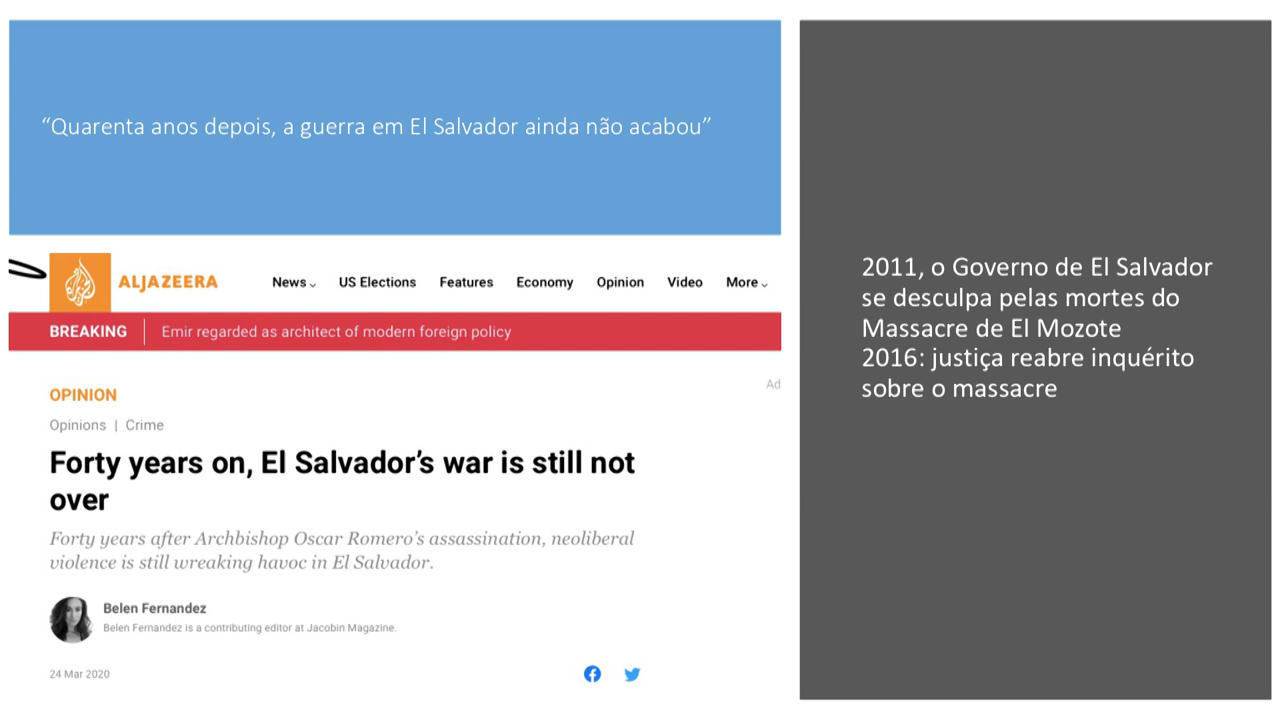 “Quarenta anos depois, a guerra em El Salvador ainda não acabou”
ALJAZEERA
News US Elections Features Economy Opinion Video More
BREAKING Emir regarded as architect of modern foreign policy
Ad
OPINION
Opinions | Crime
Forty years on, El Salvador’s war is still not
over
Forty years after Archbishop Oscar Romero’s assassination, neoliberal
violence is still wreaking havoc in El Salvador.
Belen Fernandez
Belen Fernandez is a contributing editor at Jacobin Magazine.
24 Mar 2020
2011, o Governo de El Salvador
se desculpa pelas mortes do
Massacre de El Mozote
2016: justiça reabre inquérito
sobre o massacre